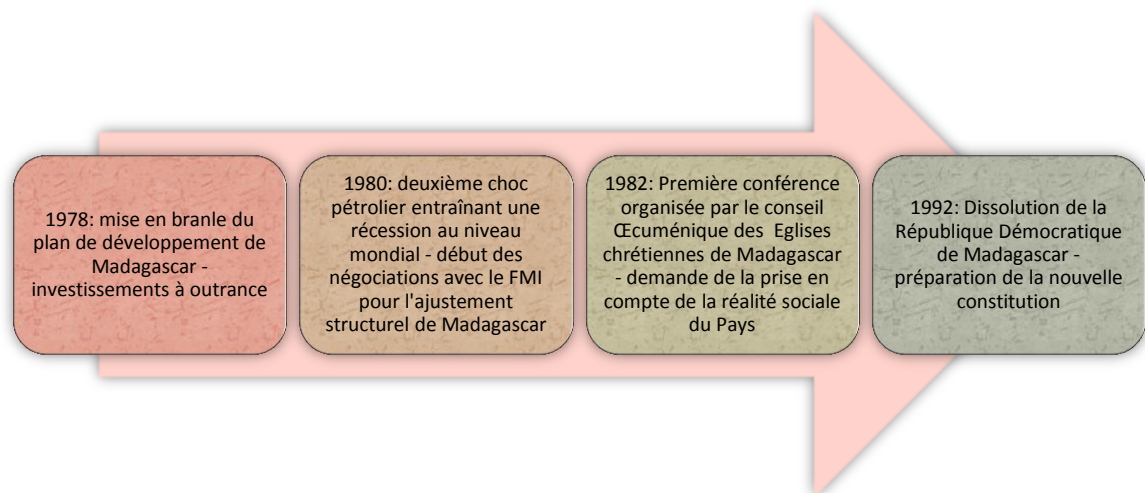 1978: mise en branle du
plan de développement de
Madagascar -
investissements à outrance
1980: deuxième choc
pétrolier entraînant une
récession au niveau
mondial - début des
négociations avec le FMI
pour l'ajustement
structurel de Madagascar
1982: Première conférence
organisée par le conseil
Œcuménique des Eglises
chrétiennes de Madagascar
- demande de la prise en
compte de la réalité sociale
du Pays
1992: Dissolution de la
République Démocratique
de Madagascar -
préparation de la nouvelle
constitution